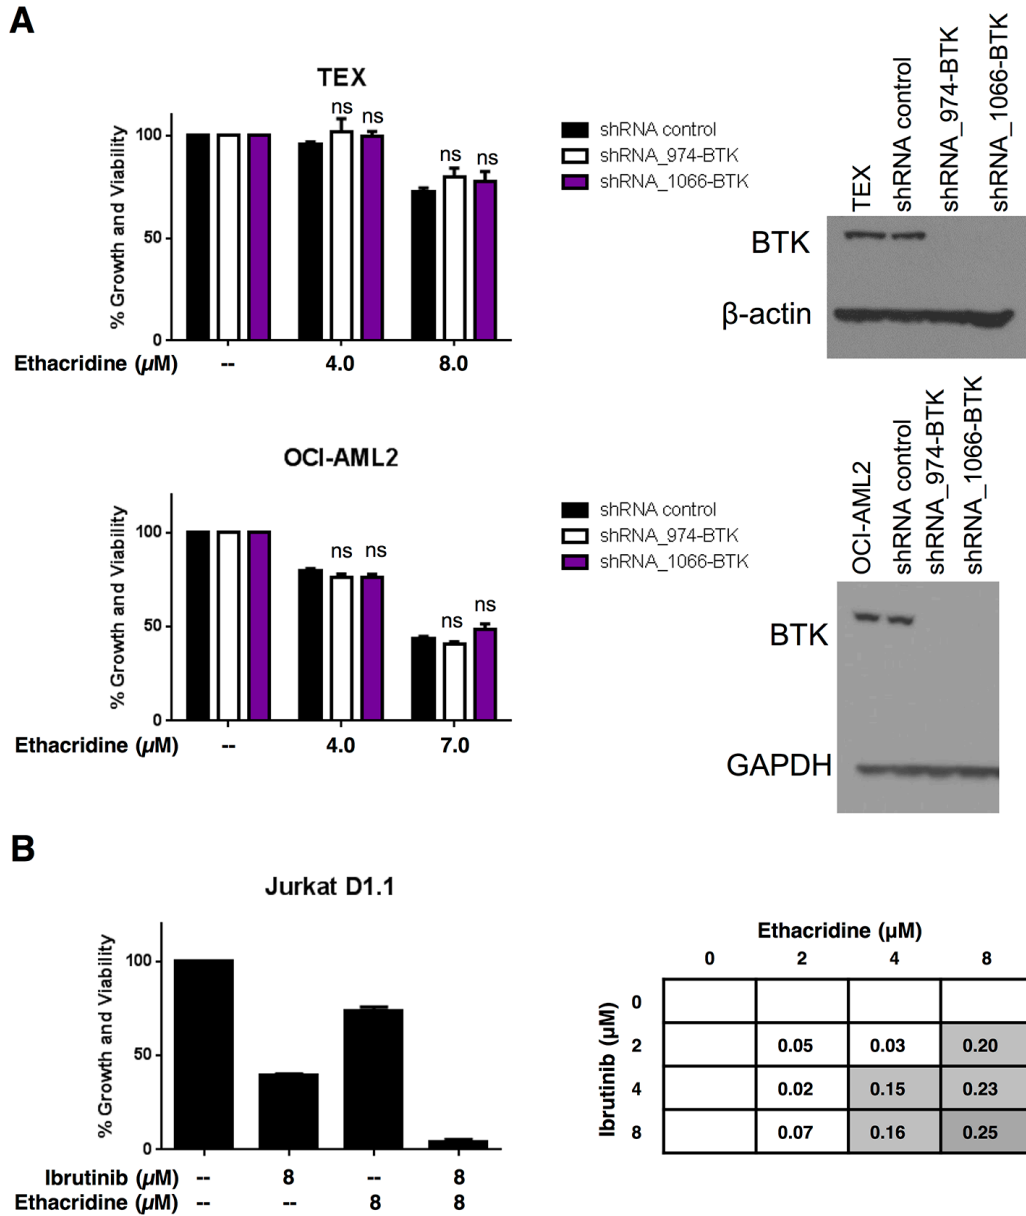 A
TEX
% Growth and Viability
100
50
0
ns
ns
ns
ns
Ethacridine (µM)
--
4.0
8.0
shRNA control
shRNA_974-BTK
shRNA_1066-BTK
TEX
shRNA control
shRNA_974-BTK
shRNA_1066-BTK
BTK
β-actin
OCI-AML2
% Growth and Viability
100
50
0
ns
ns
ns
ns
Ethacridine (µM)
--
4.0
7.0
shRNA control
shRNA_974-BTK
shRNA_1066-BTK
OCI-AML2
shRNA control
shRNA_974-BTK
shRNA_1066-BTK
BTK
GAPDH
B
Jurkat D1.1
% Growth and Viability
100
50
0
Ibrutinib (µM) -- 8 -- 8
Ethacridine (µM) -- -- 8 8
Ethacridine (µM)
0 2 4 8
Ibrutinib (µM)
0
2 0.05 0.03 0.20
4 0.02 0.15 0.23
8 0.07 0.16 0.25